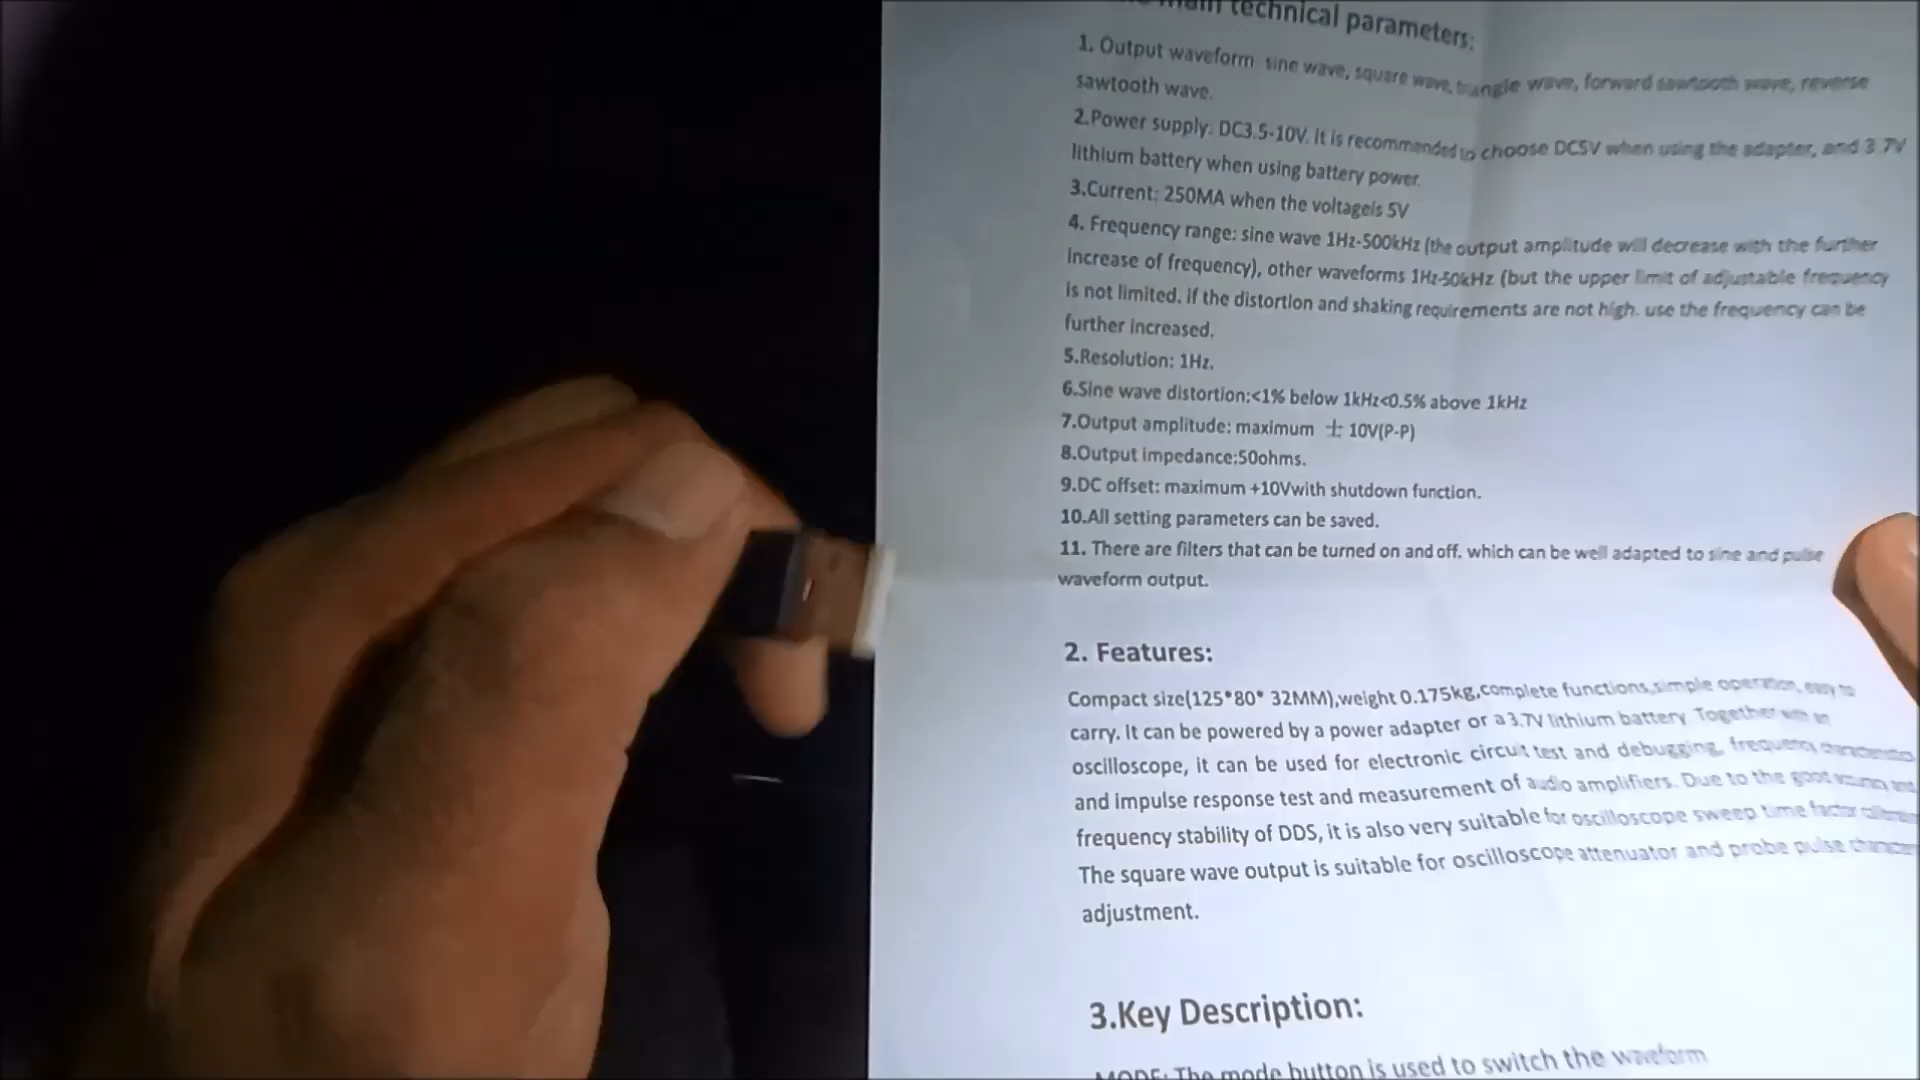 main technical parameters:
1. Output waveform sine wave, square wave, triangle wave, forward sawtooth wave, reverse
sawtooth wave.
2.Power supply: DC3.5-10V. it is recommended to choose DC5V when using the adapter, and 3.7V
lithium battery when using battery power.
3.Current: 250MA when the voltageis 5V
4. Frequency range: sine wave 1Hz-500kHz (the output amplitude will decrease with the further
increase of frequency), other waveforms 1Hz-50kHz (but the upper limit of adjustable frequency
is not limited. if the distortion and shaking requirements are not high. use the frequency can be
further increased.
5.Resolution: 1Hz.
6.Sine wave distortion:<1% below 1kHz<0.5% above 1kHz
7.Output amplitude: maximum ± 10V(P-P)
8.Output impedance:50ohms.
9.DC offset: maximum +10Vwith shutdown function.
10.All setting parameters can be saved.
11. There are filters that can be turned on and off. which can be well adapted to sine and pulse
waveform output.
2. Features:
Compact size(125*80* 32MM),weight 0.175kg,complete functions,simple operation, easy to
carry. It can be powered by a power adapter or a 3.7V lithium battery. Together with an
oscilloscope, it can be used for electronic circuit test and debugging, frequency characteristics
and impulse response test and measurement of audio amplifiers. Due to the good
frequency stability of DDS, it is also very suitable for oscilloscope sweep time factor
The square wave output is suitable for oscilloscope attenuator and probe pulse
adjustment.
3.Key Description:
MODE: The mode button is used to switch the waveform